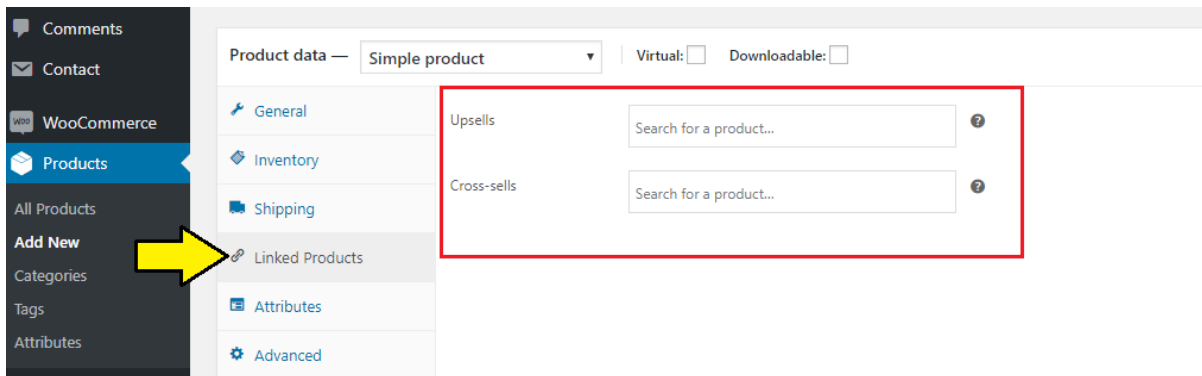 Comments
Contact
WOO WooCommerce
Products
All Products
Add New
Categories
Tags
Attributes
Product data — Simple product Virtual: Downloadable:
General
Inventory
Shipping
Linked Products
Attributes
Advanced
Upsells Search for a product... ?
Cross-sells Search for a product... ?